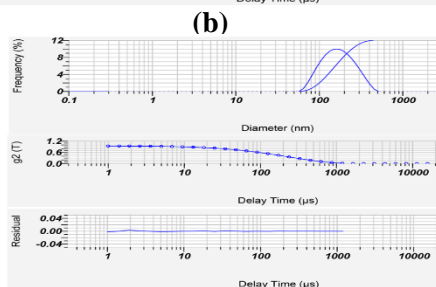 Delay Time (µs)
(b)
Frequency (%)
12
8
4
0
0.1 1 10 100 1000
Diameter (nm)
g2 (T)
1.2
0.6
0.0
1 10 100 1000 10000
Delay Time (µs)
Residual
0.04
0.00
-0.04
1 10 100 1000 10000
Delay Time (µs)